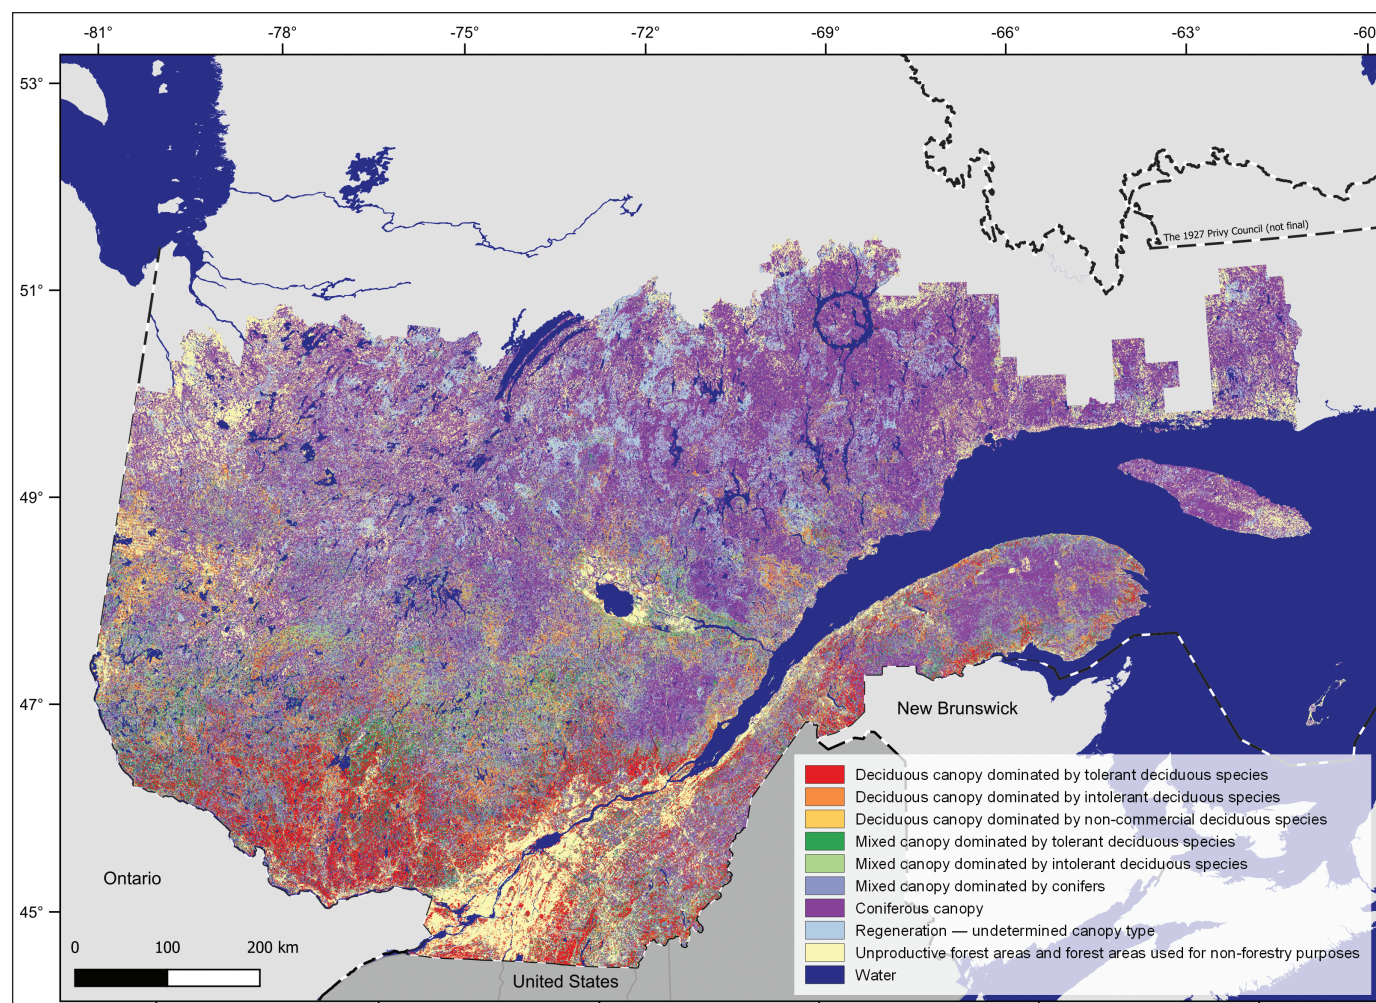 -81° -78° -75° -72° -69° -66° -63° -60
53°
51°
49°
47°
45°
The 1927 Privy Council (not final)
New Brunswick
Ontario
United States
0 100 200 km
Deciduous canopy dominated by tolerant deciduous species
Deciduous canopy dominated by intolerant deciduous species
Deciduous canopy dominated by non-commercial deciduous species
Mixed canopy dominated by tolerant deciduous species
Mixed canopy dominated by intolerant deciduous species
Mixed canopy dominated by conifers
Coniferous canopy
Regeneration — undetermined canopy type
Unproductive forest areas and forest areas used for non-forestry purposes
Water